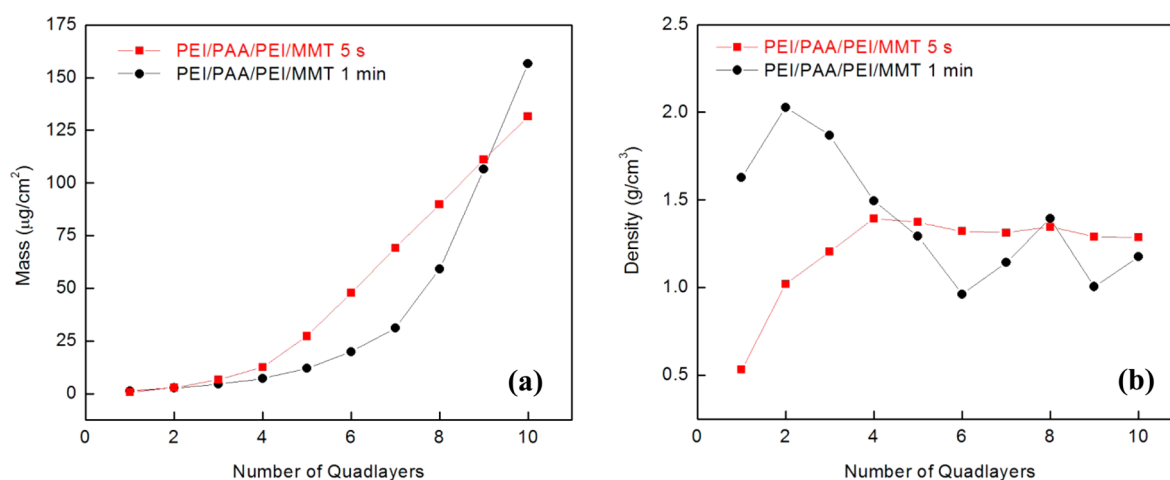 PEI/PAA/PEI/MMT 5 s
PEI/PAA/PEI/MMT 1 min
Mass (μg/cm²)
175
150
125
100
75
50
25
0
0 2 4 6 8 10
Number of Quadlayers
(a)
PEI/PAA/PEI/MMT 5 s
PEI/PAA/PEI/MMT 1 min
Density (g/cm³)
2.5
2.0
1.5
1.0
0.5
0 2 4 6 8 10
Number of Quadlayers
(b)